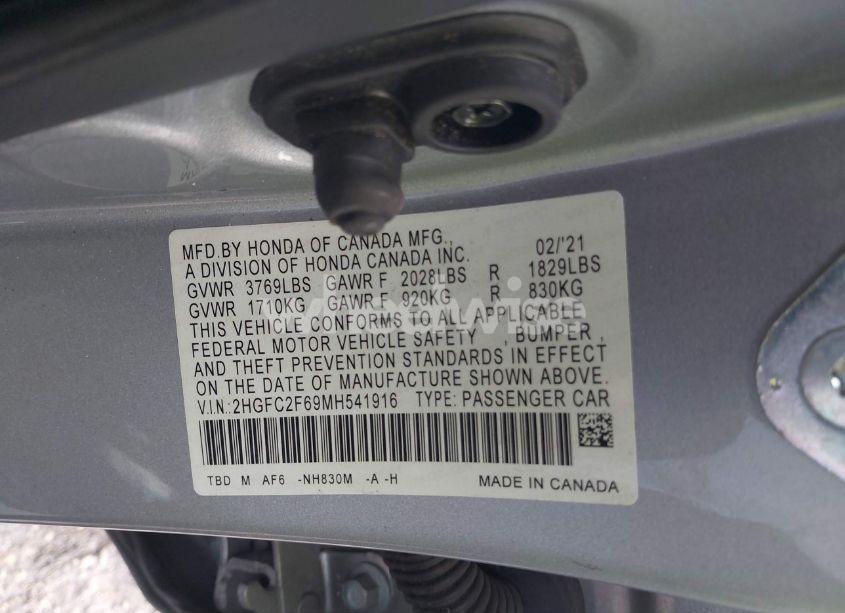 MFD.BY HONDA OF CANADA MFG., 02/'21
A DIVISION OF HONDA CANADA INC.
GVWR 3769LBS GAWR F 2028LBS R 1829LBS
GVWR 1710KG GAWR F 920KG R 830KG
THIS VEHICLE CONFORMS TO ALL APPLICABLE
FEDERAL MOTOR VEHICLE SAFETY , BUMPER ,
AND THEFT PREVENTION STANDARDS IN EFFECT
ON THE DATE OF MANUFACTURE SHOWN ABOVE.
V.I.N.:2HGFC2F69MH541916 TYPE: PASSENGER CAR
TBD M AF6 -NH830M -A -H MADE IN CANADA